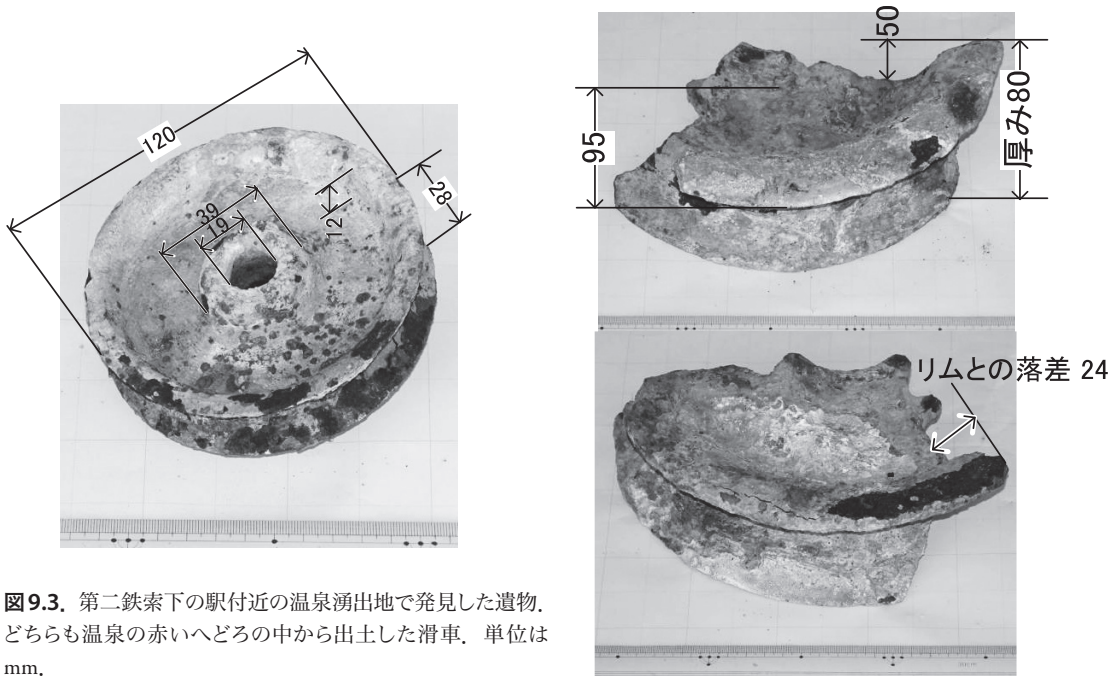 120
39
19
12
28
50
95
厚み80
リムとの落差 24
図9.3. 第二鉄索下の駅付近の温泉湧出地で発見した遺物.
どちらも温泉の赤いへどろの中から出土した滑車. 単位は
mm.